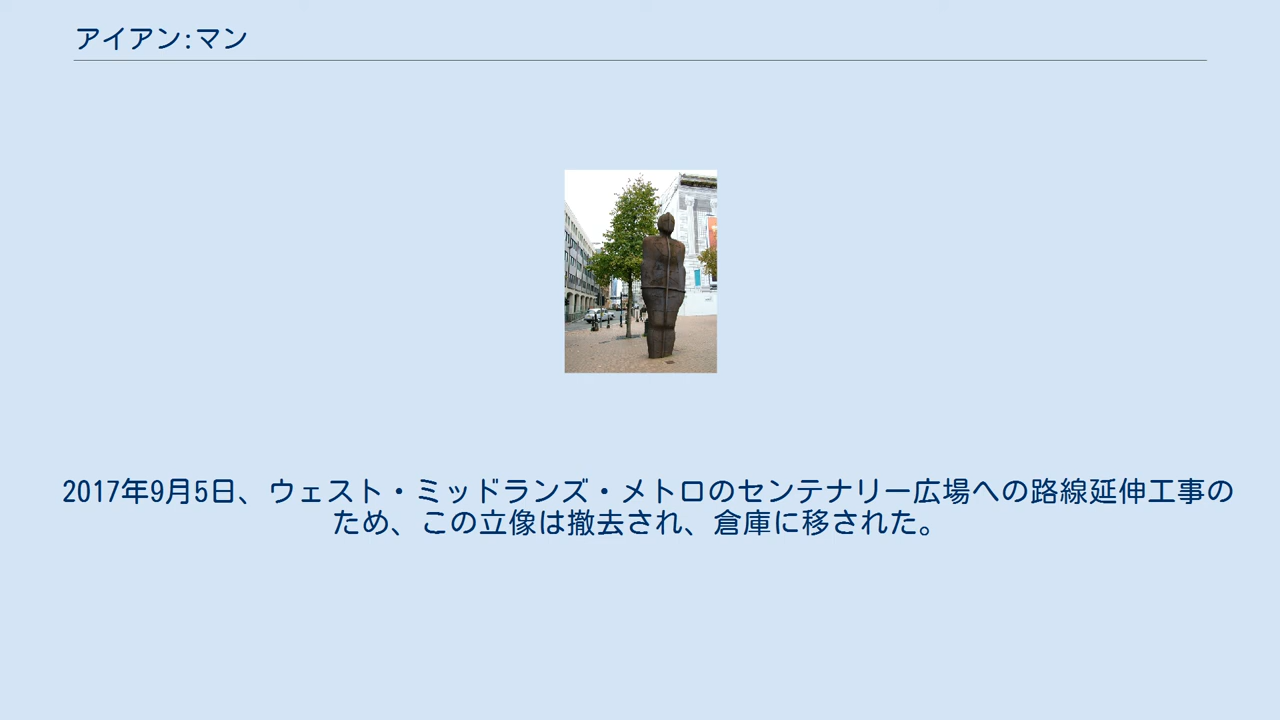 アイアン:マン
2017年9月5日、ウェスト・ミッドランズ・メトロのセンテナリー広場への路線延伸工事の
ため、この立像は撤去され、倉庫に移された。